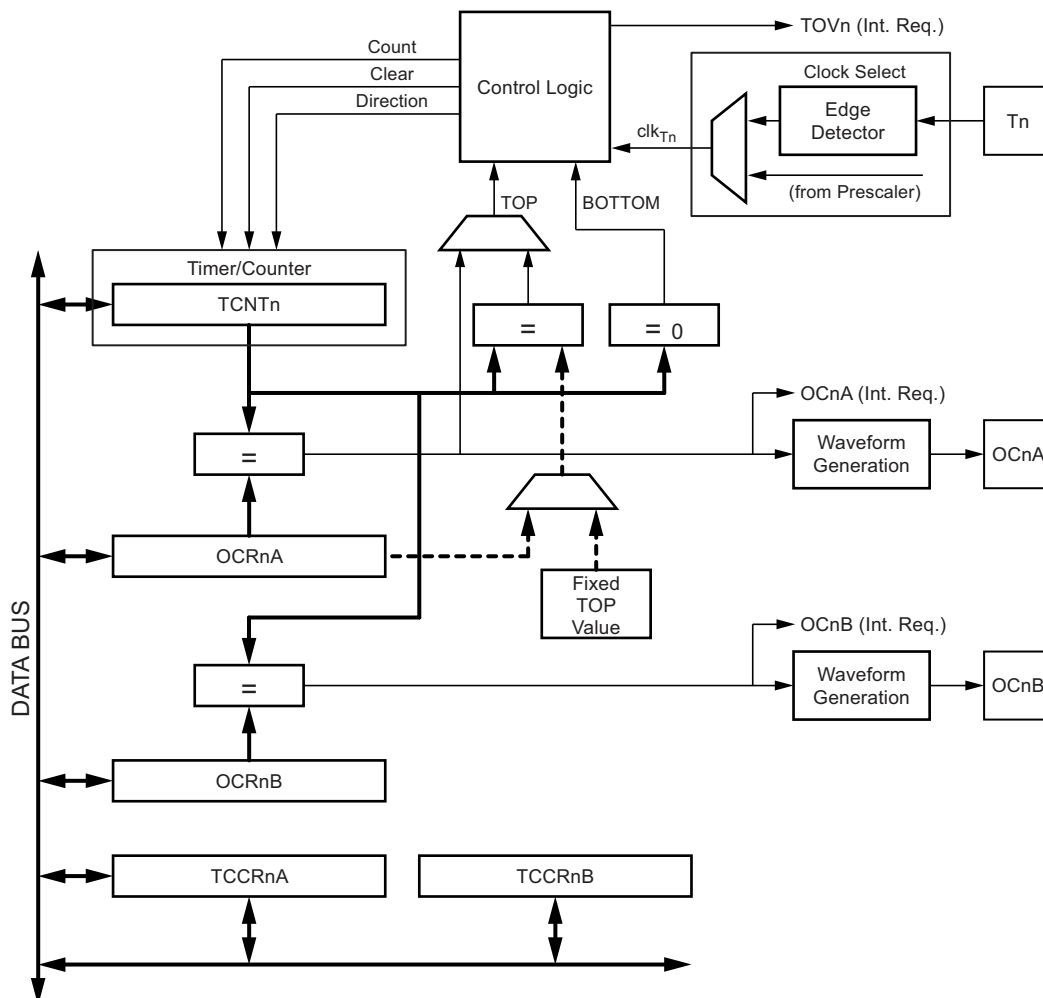 TOVn (Int. Req.)
Count
Clear
Direction
Control Logic
Clock Select
Edge
Detector
Tn
clkTn
(from Prescaler)
TOP
BOTTOM
Timer/Counter
TCNTn
=
= 0
OCnA (Int. Req.)
=
Waveform
Generation
OCnA
OCRnA
Fixed
TOP
Value
DATA BUS
OCnB (Int. Req.)
=
Waveform
Generation
OCnB
OCRnB
TCCRnA
TCCRnB